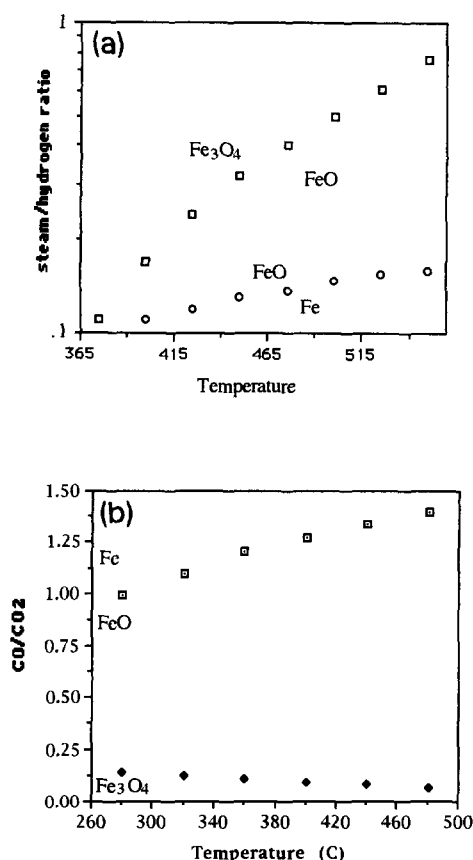 (a)
1
steam/hydrogen ratio
Fe3O4
FeO
FeO
Fe
.1
365 415 465 515
Temperature
(b)
1.50
1.25
1.00
0.75
0.50
0.25
0.00
CO/CO2
Fe
FeO
Fe3O4
260 300 340 380 420 460 500
Temperature (C)